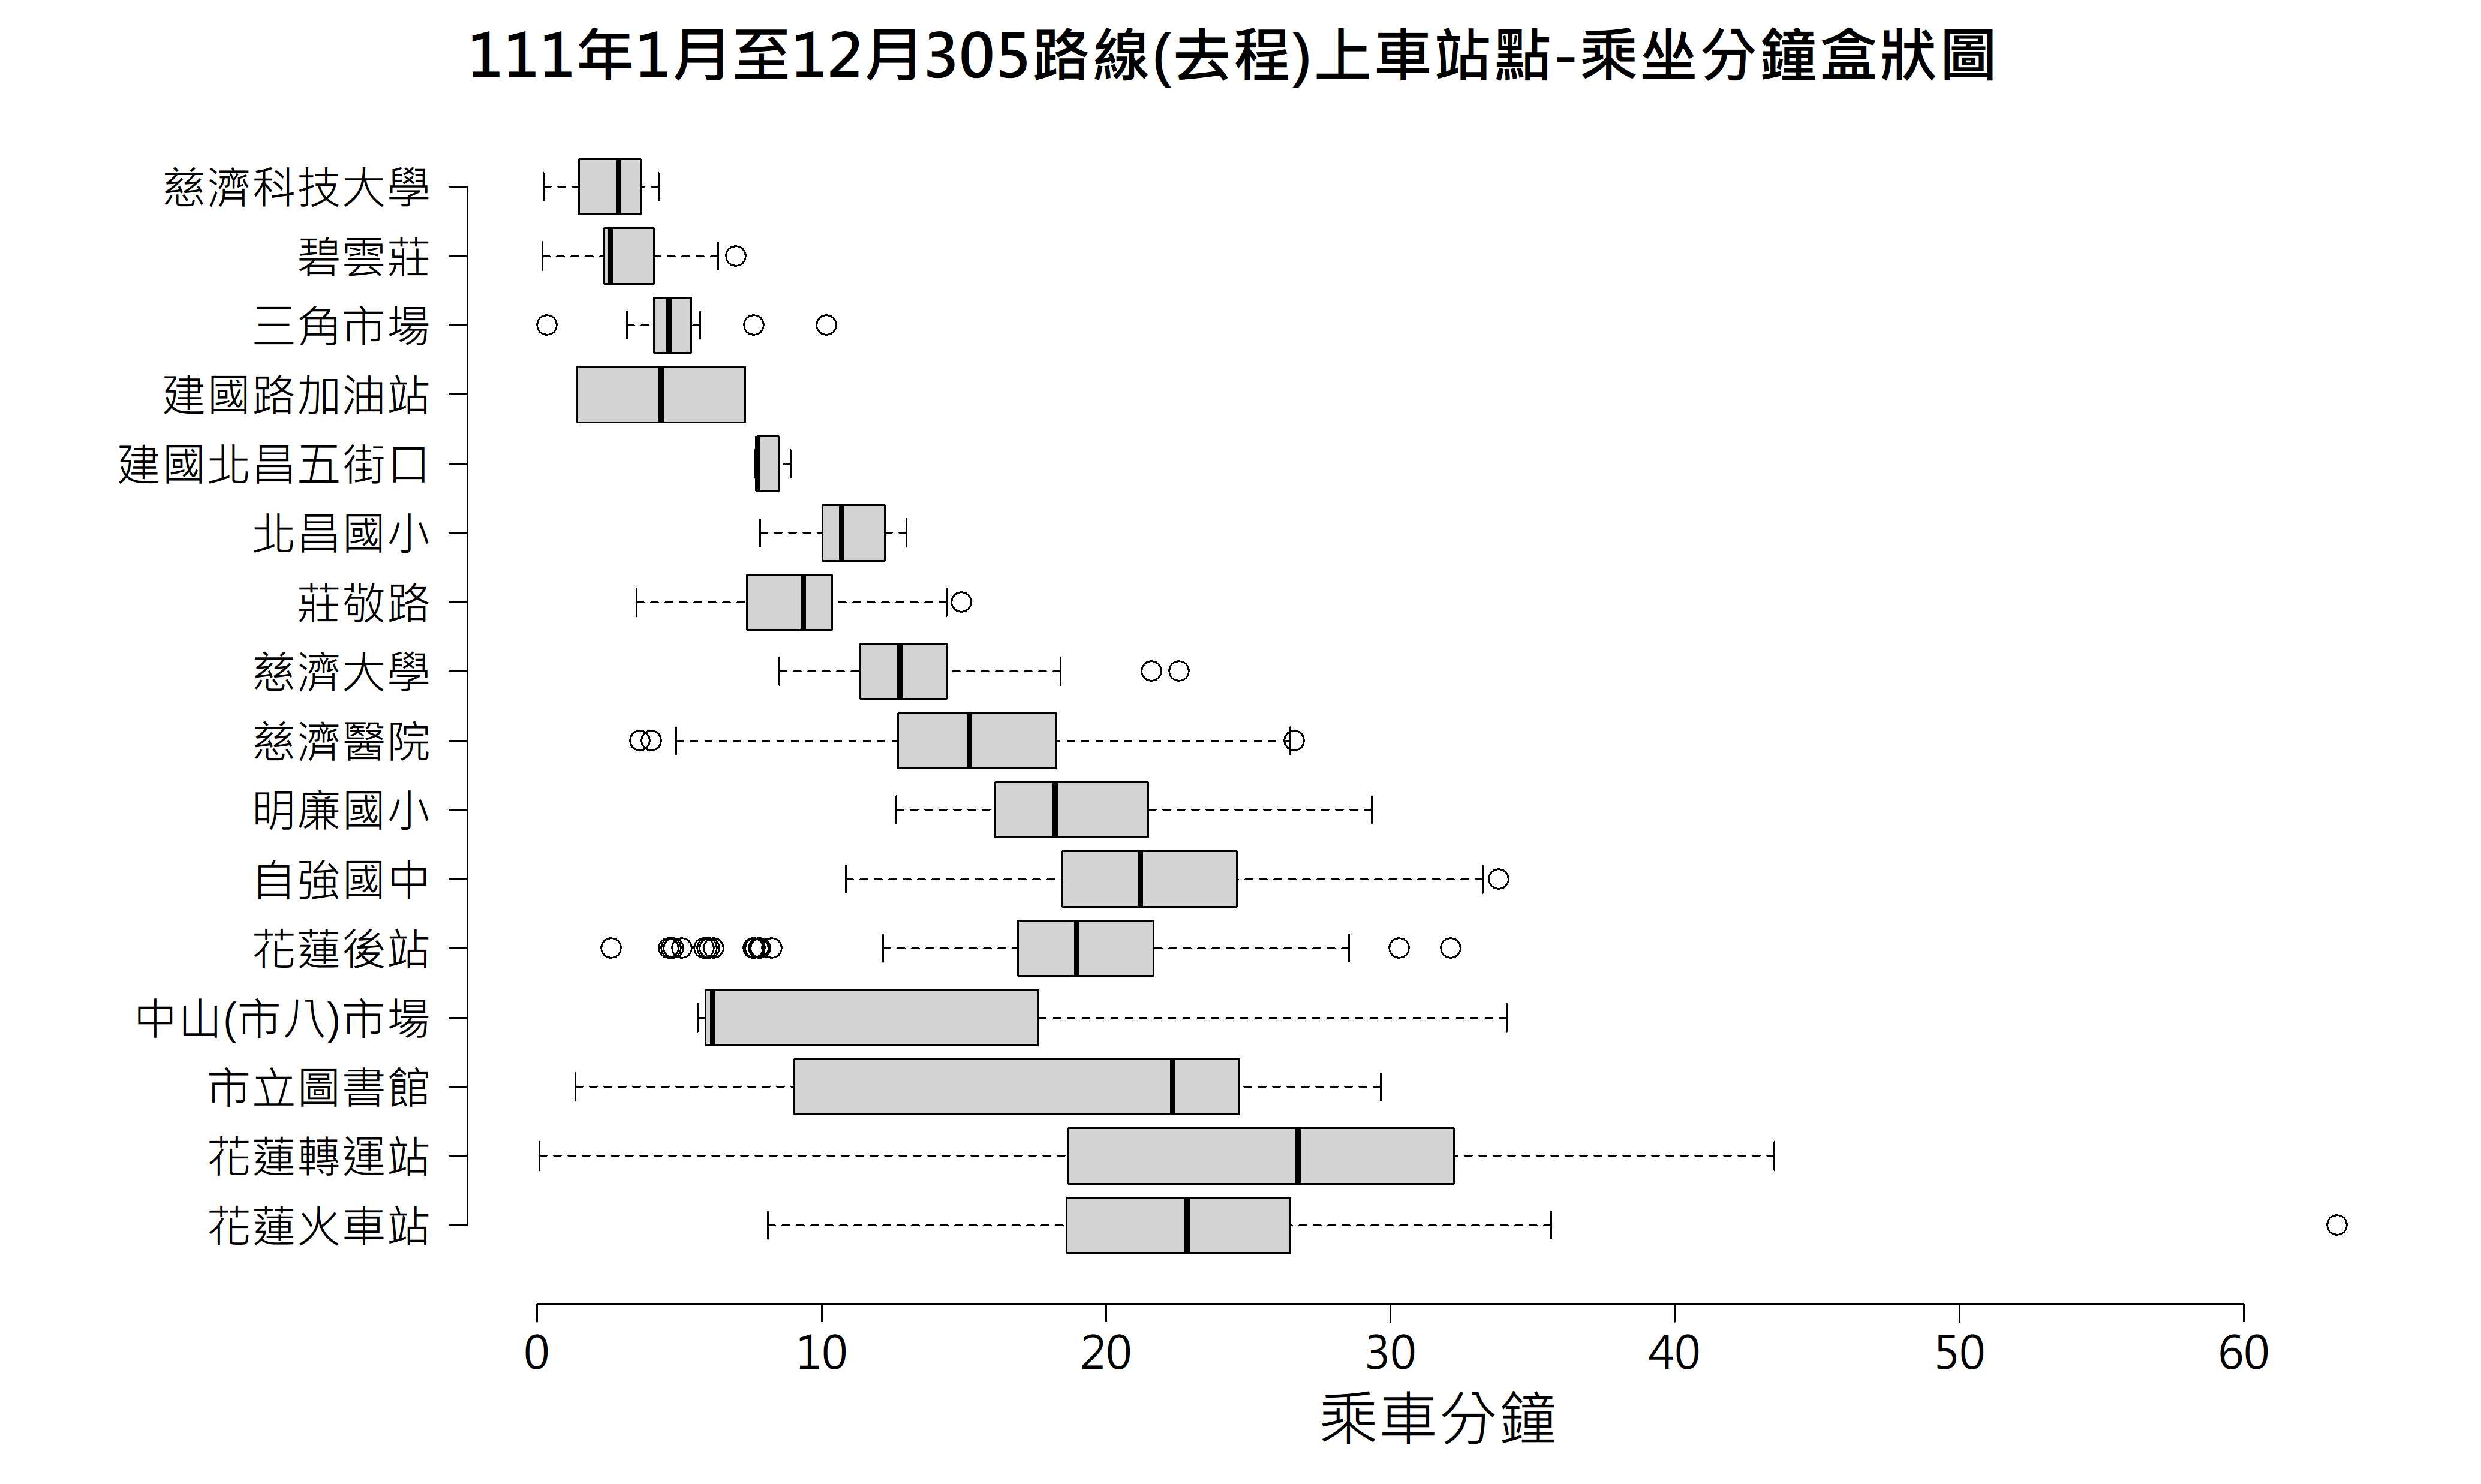 111年1月至12月305路線(去程)上車站點-乘坐分鐘盒狀圖
慈濟科技大學
碧雲莊
三角市場
建國路加油站
建國北昌五街口
北昌國小
莊敬路
慈濟大學
慈濟醫院
明廉國小
自強國中
花蓮後站
中山(市八)市場
市立圖書館
花蓮轉運站
花蓮火車站
0 10 20 30 40 50 60
乘車分鐘